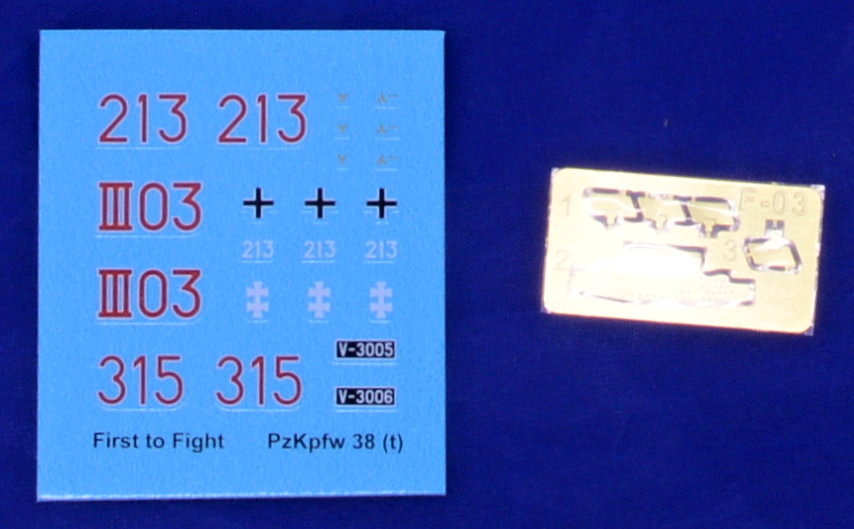 213 213
III03
213 213 213
III03
V-3005
315 315
V-3006
First to Fight PzKpfw 38 (t)
F-03
1
2
3